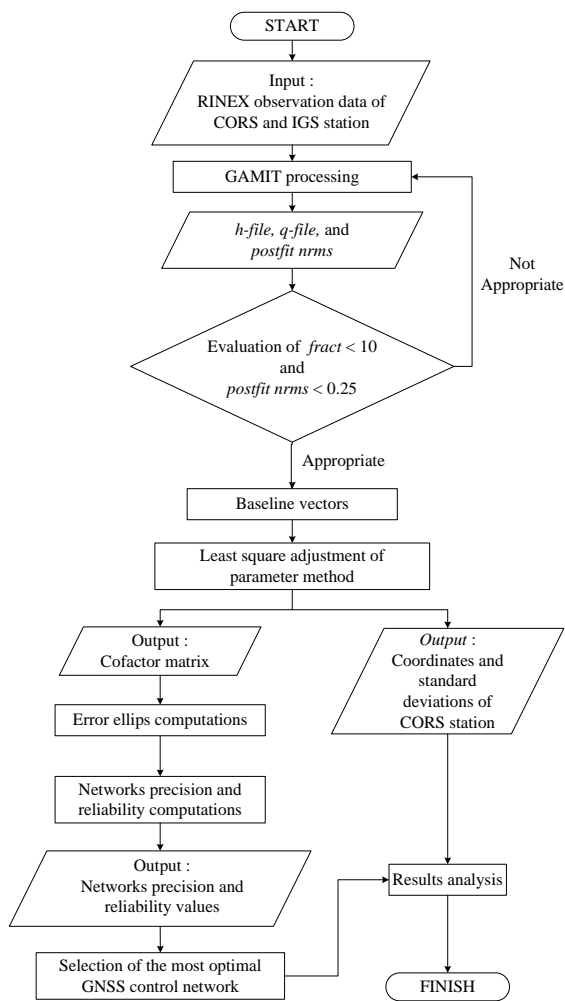 START
Input :
RINEX observation data of
CORS and IGS station
GAMIT processing
h-file, q-file, and
postfit nrms
Not
Appropriate
Evaluation of fract < 10
and
postfit nrms < 0.25
Appropriate
Baseline vectors
Least square adjustment of
parameter method
Output :
Cofactor matrix
Output :
Coordinates and
standard
deviations of
CORS station
Error ellips computations
Networks precision and
reliability computations
Output :
Networks precision and
reliability values
Results analysis
Selection of the most optimal
GNSS control network
FINISH